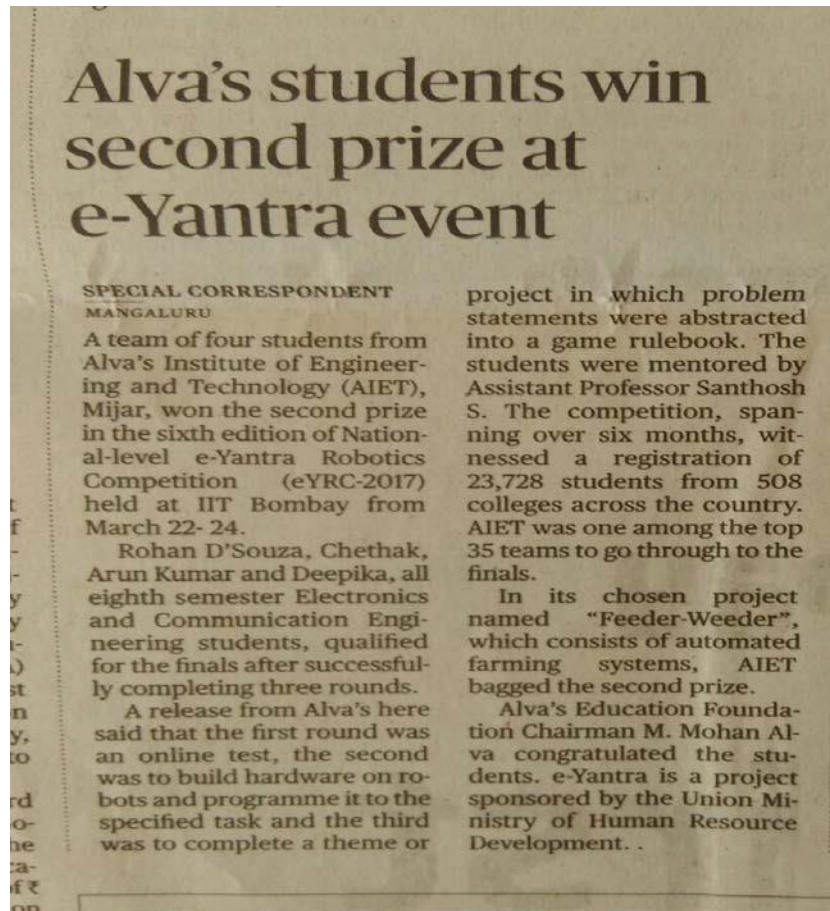 Alva's students win
second prize at
e-Yantra event
SPECIAL CORRESPONDENT
MANGALURU
A team of four students from
Alva's Institute of Engineer-
ing and Technology (AIET),
Mijar, won the second prize
in the sixth edition of Nation-
al-level e-Yantra Robotics
Competition (eYRC-2017)
held at IIT Bombay from
March 22- 24.
Rohan D'Souza, Chethak,
Arun Kumar and Deepika, all
eighth semester Electronics
and Communication Engi-
neering students, qualified
for the finals after successful-
ly completing three rounds.
A release from Alva's here
said that the first round was
an online test, the second
was to build hardware on ro-
bots and programme it to the
specified task and the third
was to complete a theme or
project in which problem
statements were abstracted
into a game rulebook. The
students were mentored by
Assistant Professor Santhosh
S. The competition, span-
ning over six months, wit-
nessed a registration of
23,728 students from 508
colleges across the country.
AIET was one among the top
35 teams to go through to the
finals.
In its chosen project
named "Feeder-Weeder",
which consists of automated
farming systems, AIET
bagged the second prize.
Alva's Education Founda-
tion Chairman M. Mohan Al-
va congratulated the stu-
dents. e-Yantra is a project
sponsored by the Union Mi-
nistry of Human Resource
Development. .